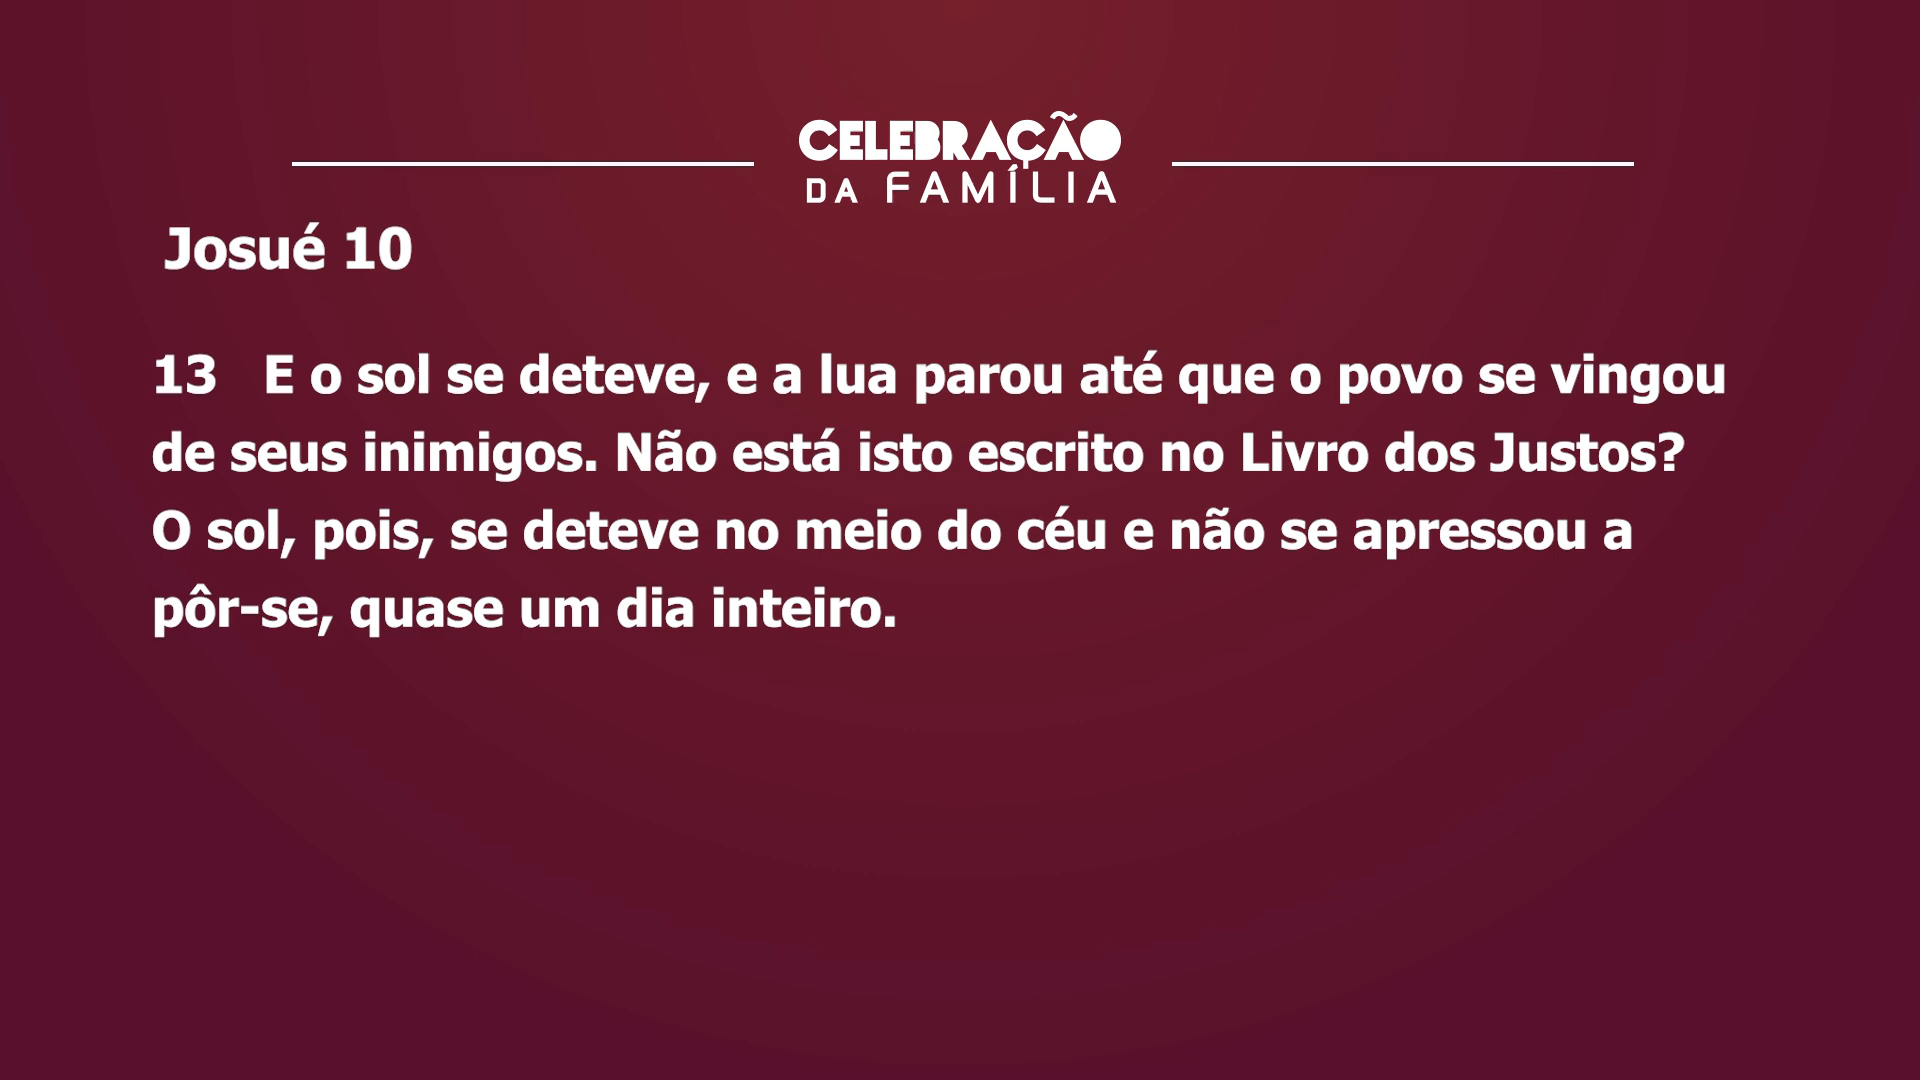 CELEBRAÇÃO
DA FAMÍLIA
Josué 10
13 E o sol se deteve, e a lua parou até que o povo se vingou
de seus inimigos. Não está isto escrito no Livro dos Justos?
O sol, pois, se deteve no meio do céu e não se apressou a
pôr-se, quase um dia inteiro.